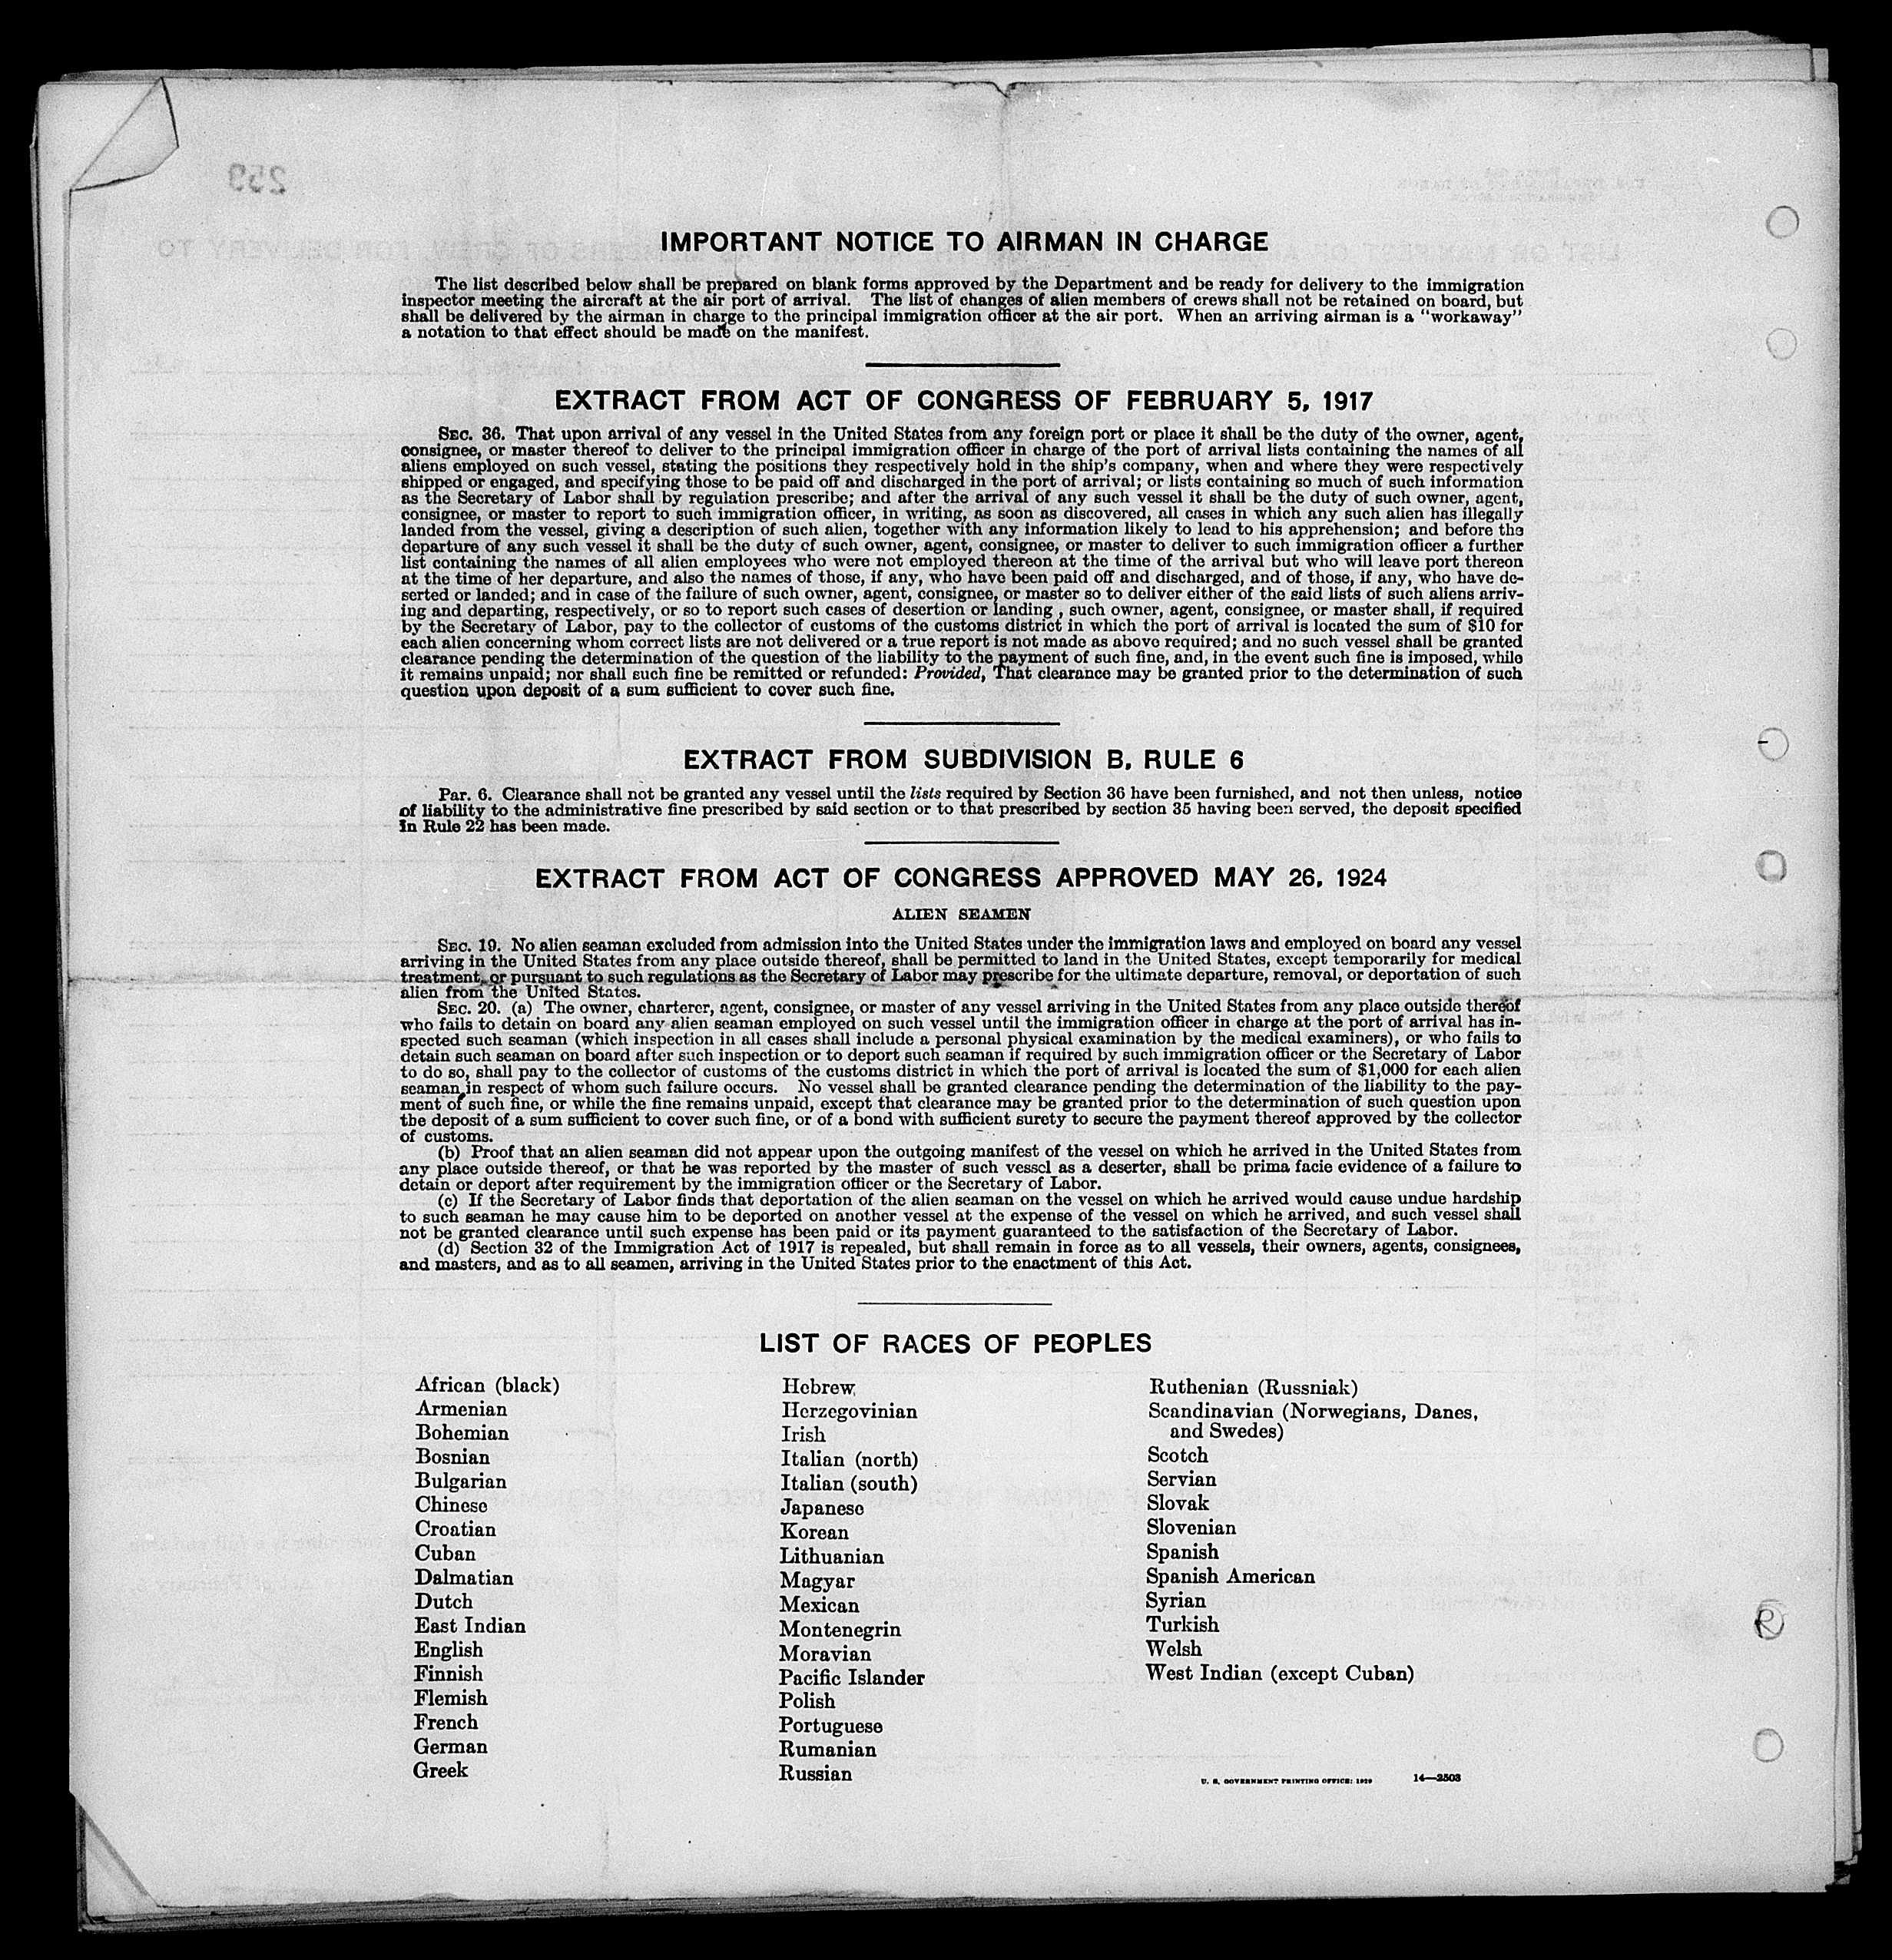 259
IMPORTANT NOTICE TO AIRMAN IN CHARGE
The list described below shall be prepared on blank forms approved by the Department and be ready for delivery to the immigration
inspector meeting the aircraft at the air port of arrival. The list of changes of alien members of crews shall not be retained on board, but
shall be delivered by the airman in charge to the principal immigration officer at the air port. When an arriving airman is a "workaway"
a notation to that effect should be made on the manifest.
EXTRACT FROM ACT OF CONGRESS OF FEBRUARY 5, 1917
SEC. 36. That upon arrival of any vessel in the United States from any foreign port or place it shall be the duty of the owner, agent,
consignee, or master thereof to deliver to the principal immigration officer in charge of the port of arrival lists containing the names of all
aliens employed on such vessel, stating the positions they respectively hold in the ship's company, when and where they were respectively
shipped or engaged, and specifying those to be paid off and discharged in the port of arrival; or lists containing so much of such information
as the Secretary of Labor shall by regulation prescribe; and after the arrival of any such vessel it shall be the duty of such owner, agent,
consignee, or master to report to such immigration officer, in writing, as soon as discovered, all cases in which any such alien has illegally
landed from the vessel, giving a description of such alien, together with any information likely to lead to his apprehension; and before the
departure of any such vessel it shall be the duty of such owner, agent, consignee, or master to deliver to such immigration officer a further
list containing the names of all alien employees who were not employed thereon at the time of the arrival but who will leave port thereon
at the time of her departure, and also the names of those, if any, who have been paid off and discharged, and of those, if any, who have de-
serted or landed; and in case of the failure of such owner, agent, consignee, or master so to deliver either of the said lists of such aliens arriv-
ing and departing, respectively, or so to report such cases of desertion or landing , such owner, agent, consignee, or master shall, if required
by the Secretary of Labor, pay to the collector of customs of the customs district in which the port of arrival is located the sum of $10 for
each alien concerning whom correct lists are not delivered or a true report is not made as above required; and no such vessel shall be granted
clearance pending the determination of the question of the liability to the payment of such fine, and, in the event such fine is imposed, while
it remains unpaid; nor shall such fine be remitted or refunded: Provided, That clearance may be granted prior to the determination of such
question upon deposit of a sum sufficient to cover such fine.
EXTRACT FROM SUBDIVISION B, RULE 6
Par. 6. Clearance shall not be granted any vessel until the lists required by Section 36 have been furnished, and not then unless, notice
of liability to the administrative fine prescribed by said section or to that prescribed by section 35 having been served, the deposit specified
in Rule 22 has been made.
EXTRACT FROM ACT OF CONGRESS APPROVED MAY 26, 1924
ALIEN SEAMEN
SEC. 19. No alien seaman excluded from admission into the United States under the immigration laws and employed on board any vessel
arriving in the United States from any place outside thereof, shall be permitted to land in the United States, except temporarily for medical
treatment, or pursuant to such regulations as the Secretary of Labor may prescribe for the ultimate departure, removal, or deportation of such
alien from the United States.
SEC. 20. (a) The owner, charterer, agent, consignee, or master of any vessel arriving in the United States from any place outside thereof
who fails to detain on board any alien seaman employed on such vessel until the immigration officer in charge at the port of arrival has in-
spected such seaman (which inspection in all cases shall include a personal physical examination by the medical examiners), or who fails to
detain such seaman on board after such inspection or to deport such seaman if required by such immigration officer or the Secretary of Labor
to do so, shall pay to the collector of customs of the customs district in which the port of arrival is located the sum of $1,000 for each alien
seaman in respect of whom such failure occurs. No vessel shall be granted clearance pending the determination of the liability to the pay-
ment of such fine, or while the fine remains unpaid, except that clearance may be granted prior to the determination of such question upon
the deposit of a sum sufficient to cover such fine, or of a bond with sufficient surety to secure the payment thereof approved by the collector
of customs.
(b) Proof that an alien seaman did not appear upon the outgoing manifest of the vessel on which he arrived in the United States from
any place outside thereof, or that he was reported by the master of such vessel as a deserter, shall be prima facie evidence of a failure to
detain or deport after requirement by the immigration officer or the Secretary of Labor.
(c) If the Secretary of Labor finds that deportation of the alien seaman on the vessel on which he arrived would cause undue hardship
to such seaman he may cause him to be deported on another vessel at the expense of the vessel on which he arrived, and such vessel shall
not be granted clearance until such expense has been paid or its payment guaranteed to the satisfaction of the Secretary of Labor.
(d) Section 32 of the Immigration Act of 1917 is repealed, but shall remain in force as to all vessels, their owners, agents, consignees,
and masters, and as to all seamen, arriving in the United States prior to the enactment of this Act.
LIST OF RACES OF PEOPLES
African (black)
Armenian
Bohemian
Bosnian
Bulgarian
Chinese
Croatian
Cuban
Dalmatian
Dutch
East Indian
English
Finnish
Flemish
French
German
Greek
Hebrew
Herzegovinian
Irish
Italian (north)
Italian (south)
Japanese
Korean
Lithuanian
Magyar
Mexican
Montenegrin
Moravian
Pacific Islander
Polish
Portuguese
Rumanian
Russian
Ruthenian (Russniak)
Scandinavian (Norwegians, Danes,
and Swedes)
Scotch
Servian
Slovak
Slovenian
Spanish
Spanish American
Syrian
Turkish
Welsh
West Indian (except Cuban)
U. S. GOVERNMENT PRINTING OFFICE: 1929 14—2503